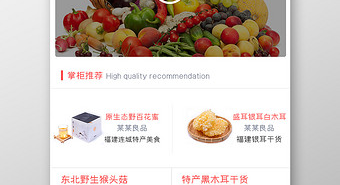 掌柜推荐 High quality recommendation
原生态野百花蜜
某某良品
福建连城特产美食
盛耳银耳白木耳
某某良品
福建银耳干货
东北野生猴头菇
特产黑木耳干货